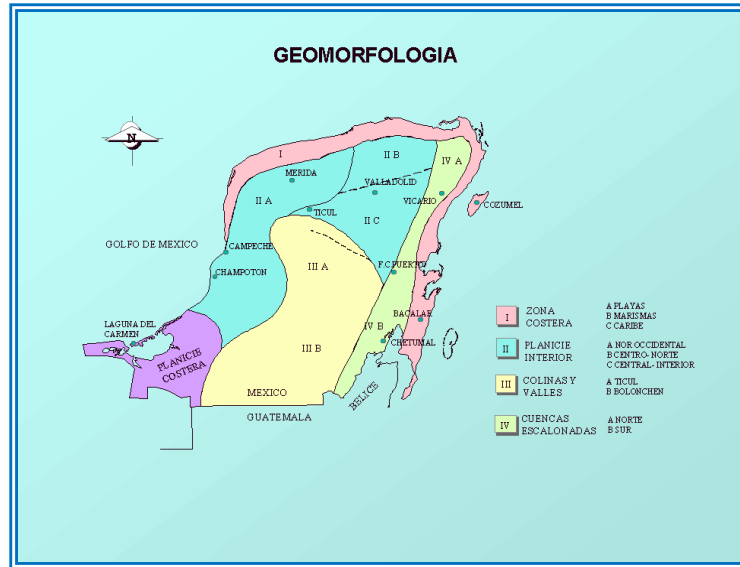 GEOMORFOLOGIA
N
I
II B
IV A
MERIDA
VALLADOLID
II A
VICARIO
COZUMEL
TICUL
II C
GOLFO DE MEXICO
CAMPECHE
III A
F.C.PUERTO
CHAMPOTON
BACALAR
LAGUNA DEL
CARMEN
IV B
CHETUMAL
PLANICIE
COSTERA
III B
MEXICO
BELICE
GUATEMALA
I
ZONA
COSTERA
A PLAYAS
B MARISMAS
C CARIBE
II
PLANICIE
INTERIOR
A NOR OCCIDENTAL
B CENTRO- NORTE
C CENTRAL- INTERIOR
III
COLINAS Y
VALLES
A TICUL
B BOLONCHEN
IV
CUENCAS
ESCALONADAS
A NORTE
B SUR